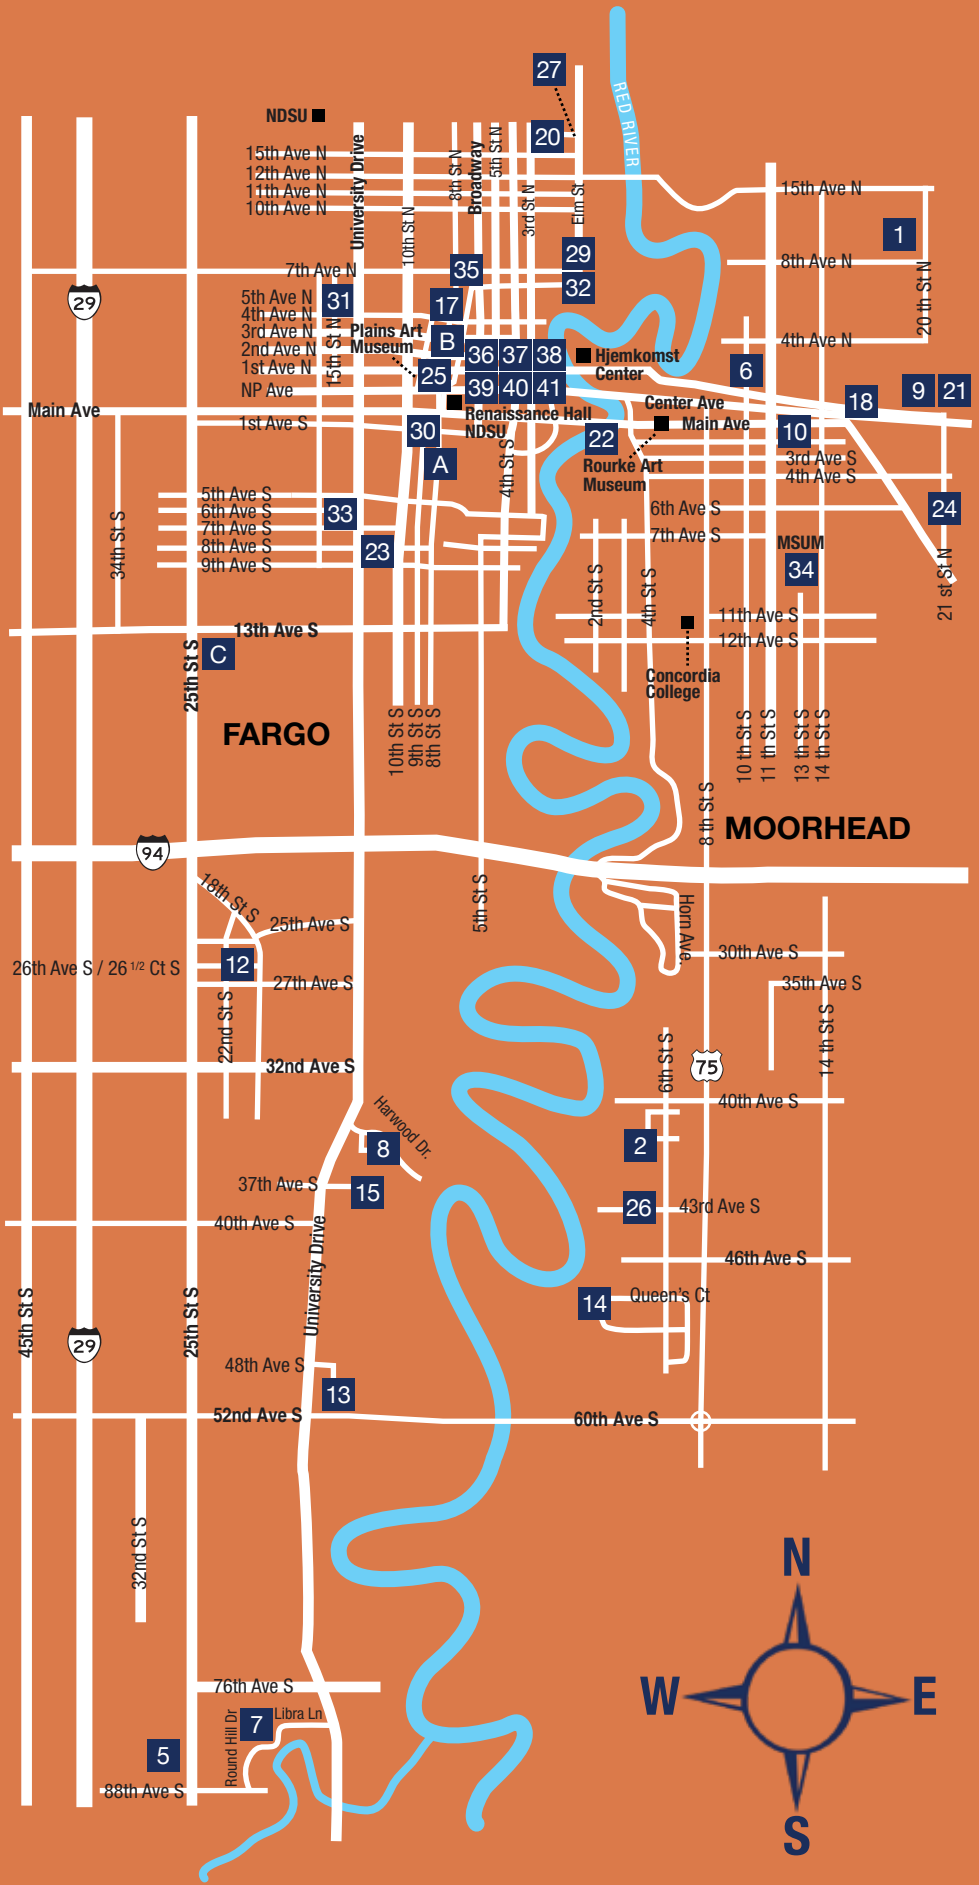 27
RED RIVER
NDSU
20
15th Ave N
12th Ave N
11th Ave N
10th Ave N
University Drive
10th St N
8th St N
Broadway
5th St N
3rd St N
Elm St
15th Ave N
1
8th Ave N
20 th St N
4th Ave N
29
7th Ave N
35
29
32
5th Ave N
4th Ave N
3rd Ave N
2nd Ave N
1st Ave N
NP Ave
31
15th St N
17
Plains Art
Museum
B
25
36 37 38
39 40 41
Hjemkomst
Center
6
9 21
18
Main Ave
1st Ave S
Renaissance Hall
NDSU
30
A
4th St S
22
Center Ave
Main Ave
Rourke Art
Museum
10
3rd Ave S
4th Ave S
24
5th Ave S
6th Ave S
7th Ave S
8th Ave S
9th Ave S
33
23
34th St S
6th Ave S
7th Ave S
MSUM
34
21 st St N
2nd St S
4th St S
13th Ave S
11th Ave S
12th Ave S
C
25th St S
Concordia
College
FARGO
10th St S
9th St S
8th St S
10 th St S
11 th St S
13 th St S
14 th St S
8 th St S
MOORHEAD
94
18th St S
25th Ave S
5th St S
Horn Ave.
26th Ave S / 26 1/2 Ct S
12
27th Ave S
30th Ave S
35th Ave S
22nd St S
14 th St S
32nd Ave S
6th St S
75
40th Ave S
Harwood Dr.
8
2
37th Ave S
15
26
43rd Ave S
40th Ave S
University Drive
46th Ave S
14
Queen's Ct
45th St S
29
25th St S
48th Ave S
13
52nd Ave S
60th Ave S
32nd St S
N
W
E
S
76th Ave S
Round Hill Dr
7
Libra Ln
5
88th Ave S